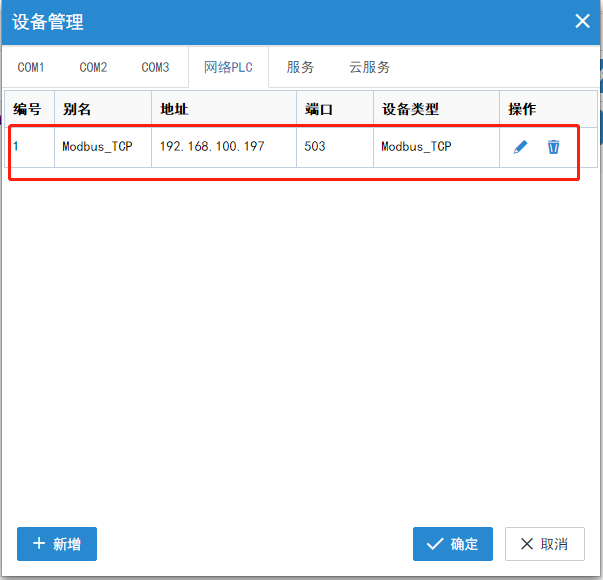 设备管理
COM1 COM2 COM3 网络PLC 服务 云服务
编号 别名 地址 端口 设备类型 操作
1 Modbus_TCP 192.168.100.197 503 Modbus_TCP
新增 确定 取消